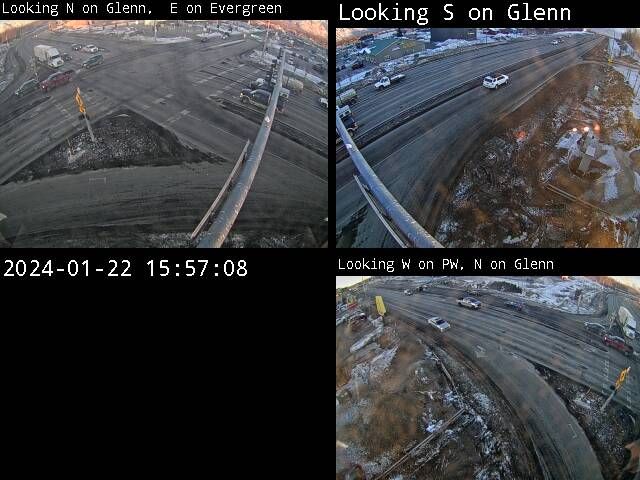 Looking N on Glenn, E on Evergreen
Looking S on Glenn
2024-01-22 15:57:08
Looking W on PW, N on Glenn